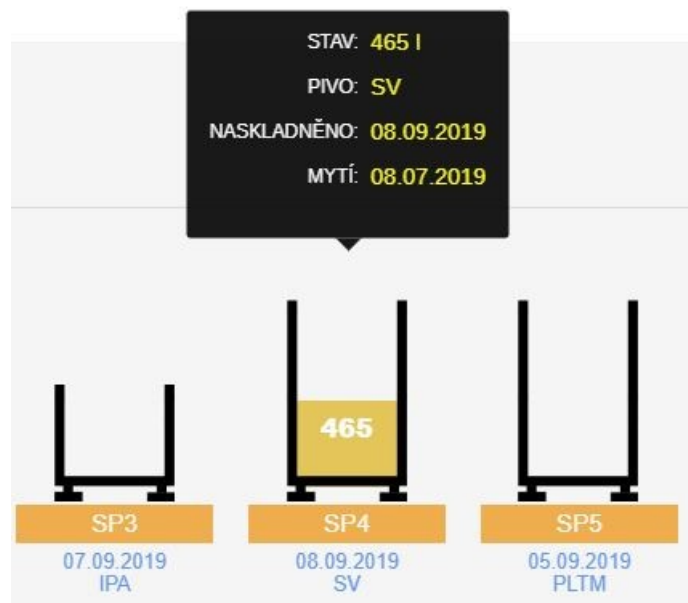 STAV: 465 l
PIVO: SV
NASKLADNĚNO: 08.09.2019
MYTÍ: 08.07.2019
465
SP3
SP4
SP5
07.09.2019
IPA
08.09.2019
SV
05.09.2019
PLTM